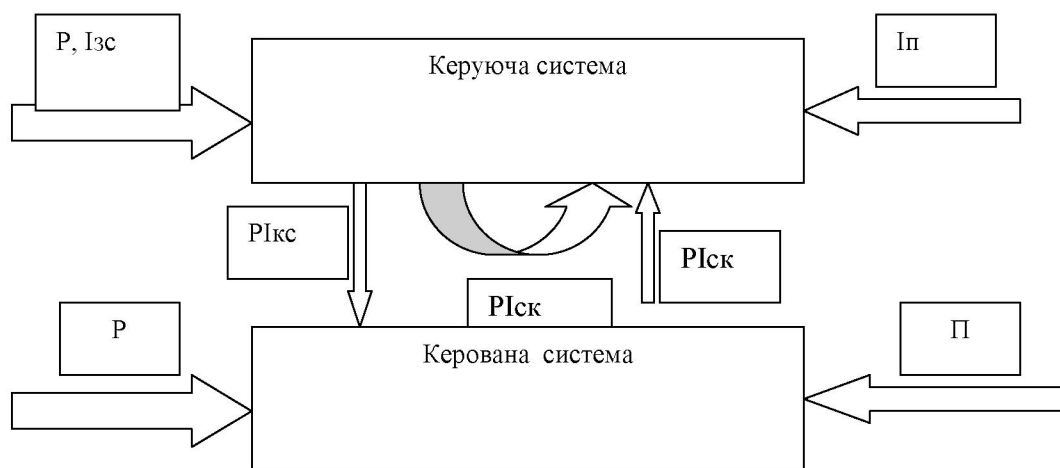 Р, Ізс
Керуюча система
Іп
РІкс
РІск
РІск
Р
Керована система
П